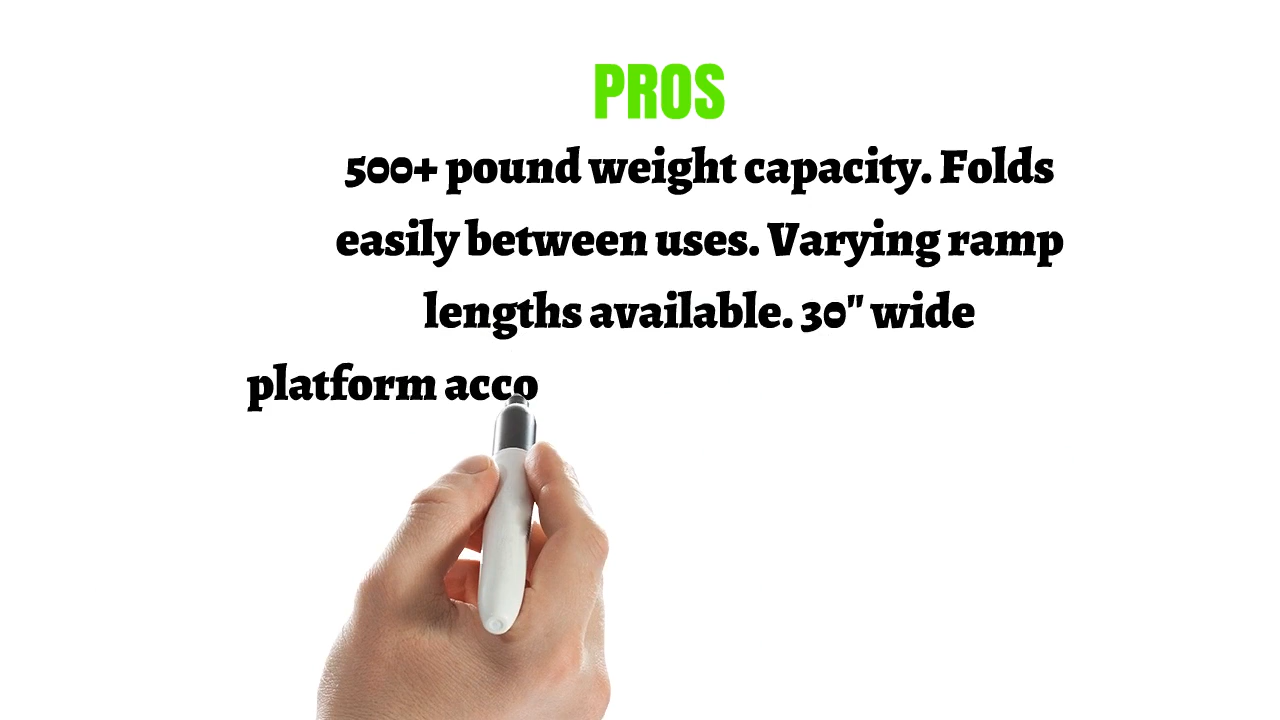 PROS
500+ pound weight capacity. Folds
easily between uses. Varying ramp
lengths available. 30" wide
platform acco